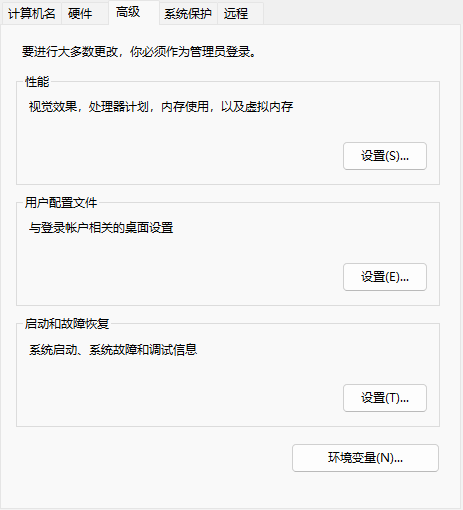 计算机名 硬件 高级 系统保护 远程
要进行大多数更改，你必须作为管理员登录。
性能
视觉效果，处理器计划，内存使用，以及虚拟内存
设置(S)...
用户配置文件
与登录帐户相关的桌面设置
设置(E)...
启动和故障恢复
系统启动、系统故障和调试信息
设置(T)...
环境变量(N)...